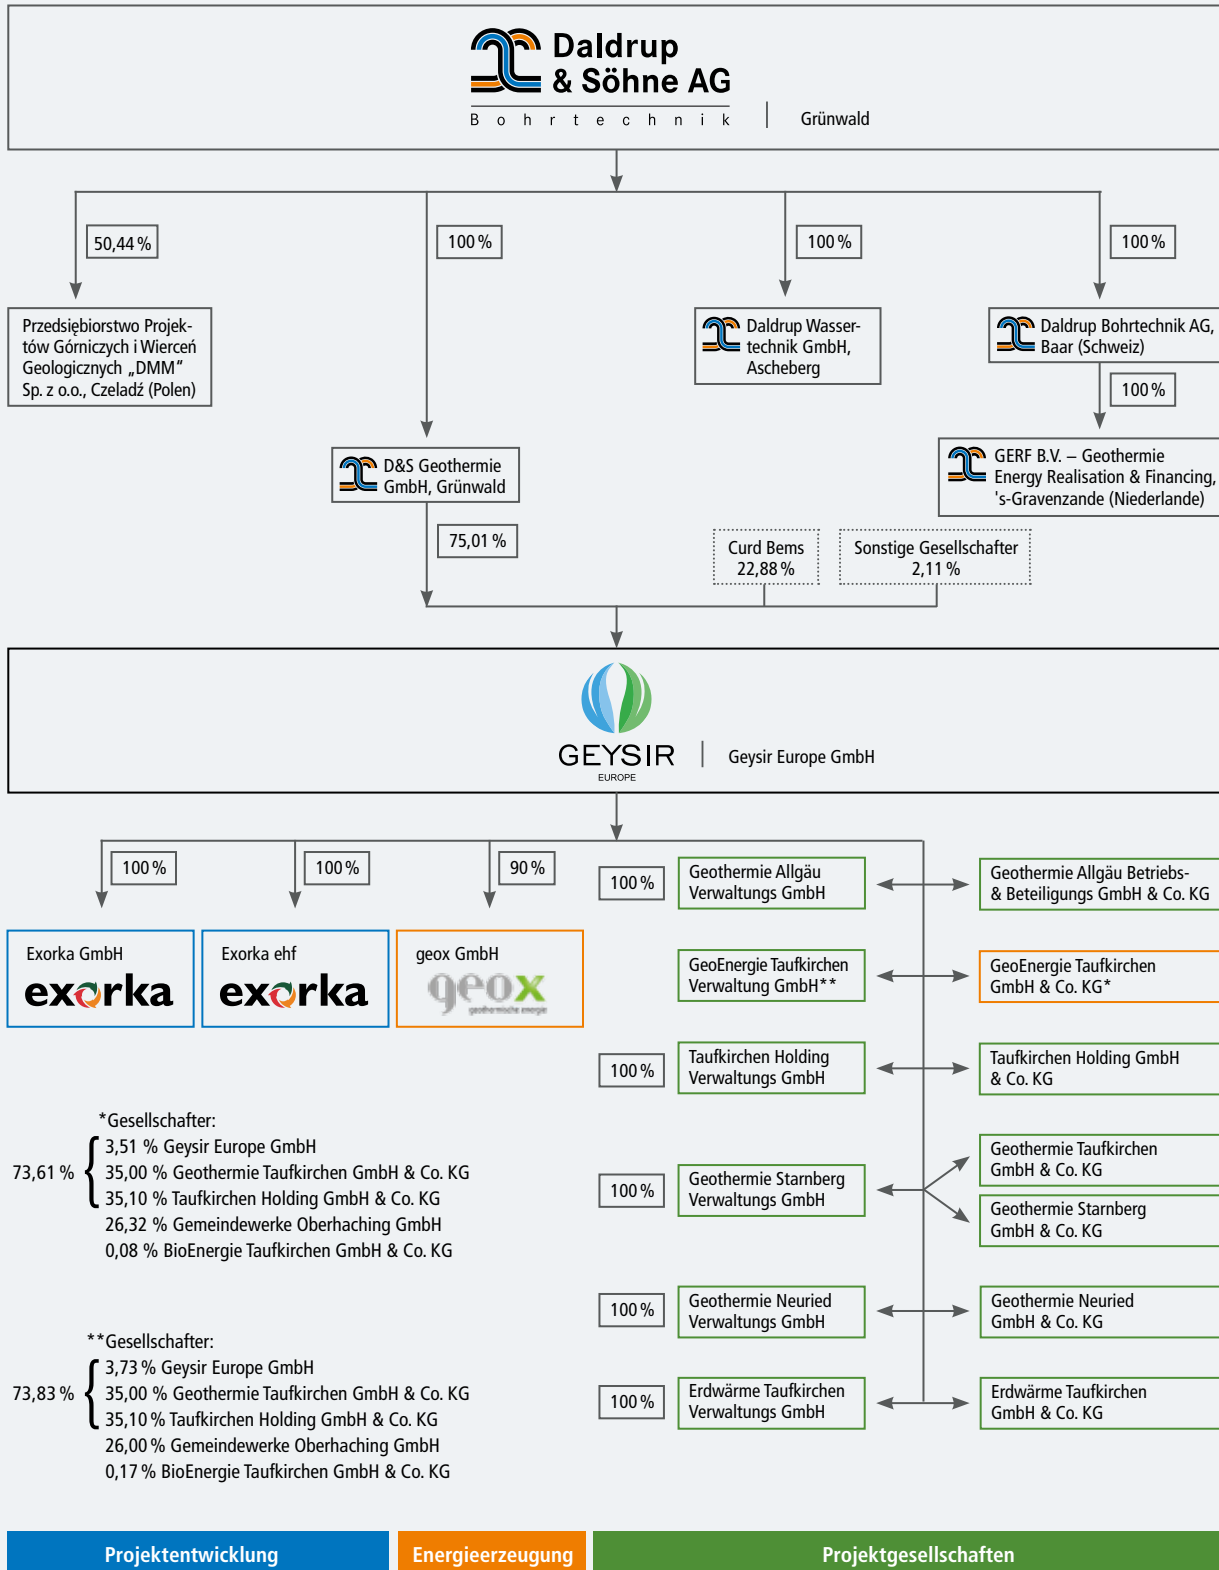 Daldrup
& Söhne AG
Bohrtechnik
Grünwald
50,44 %
100 %
100 %
100 %
Przedsiębiorstwo Projek-
tów Górniczych i Wierceń
Geologicznych „DMM“
Sp. z o.o., Czeladź (Polen)
Daldrup Wasser-
technik GmbH,
Ascheberg
Daldrup Bohrtechnik AG,
Baar (Schweiz)
100 %
D&S Geothermie
GmbH, Grünwald
GERF B.V. – Geothermie
Energy Realisation & Financing,
's-Gravenzande (Niederlande)
75,01 %
Curd Bems
22,88 %
Sonstige Gesellschafter
2,11 %
GEYSIR
EUROPE
Geysir Europe GmbH
100 %
100 %
90 %
Exorka GmbH
exorka
Exorka ehf
exorka
geox GmbH
geox
geothermische energie
100 %
Geothermie Allgäu
Verwaltungs GmbH
Geothermie Allgäu Betriebs-
& Beteiligungs GmbH & Co. KG
GeoEnergie Taufkirchen
Verwaltung GmbH**
GeoEnergie Taufkirchen
GmbH & Co. KG*
100 %
Taufkirchen Holding
Verwaltungs GmbH
Taufkirchen Holding GmbH
& Co. KG
100 %
Geothermie Starnberg
Verwaltungs GmbH
Geothermie Taufkirchen
GmbH & Co. KG
Geothermie Starnberg
GmbH & Co. KG
100 %
Geothermie Neuried
Verwaltungs GmbH
Geothermie Neuried
GmbH & Co. KG
100 %
Erdwärme Taufkirchen
Verwaltungs GmbH
Erdwärme Taufkirchen
GmbH & Co. KG
*Gesellschafter:
73,61 %
3,51 % Geysir Europe GmbH
35,00 % Geothermie Taufkirchen GmbH & Co. KG
35,10 % Taufkirchen Holding GmbH & Co. KG
26,32 % Gemeindewerke Oberhaching GmbH
0,08 % BioEnergie Taufkirchen GmbH & Co. KG
**Gesellschafter:
73,83 %
3,73 % Geysir Europe GmbH
35,00 % Geothermie Taufkirchen GmbH & Co. KG
35,10 % Taufkirchen Holding GmbH & Co. KG
26,00 % Gemeindewerke Oberhaching GmbH
0,17 % BioEnergie Taufkirchen GmbH & Co. KG
Projektentwicklung
Energieerzeugung
Projektgesellschaften